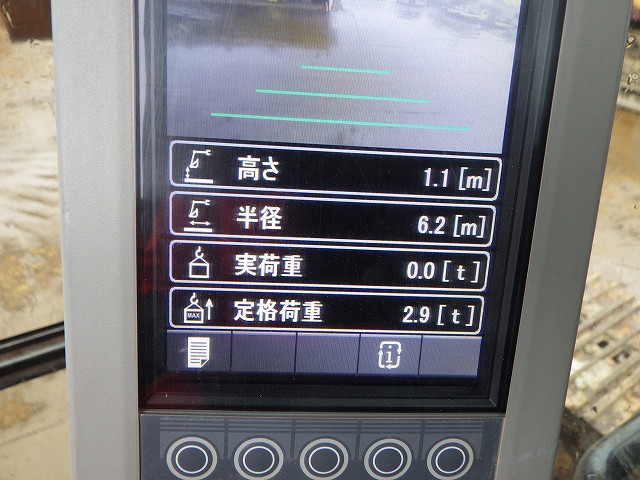 高さ 1.1 [m]
半径 6.2 [m]
実荷重 0.0 [t]
MAX 定格荷重 2.9 [t]
i